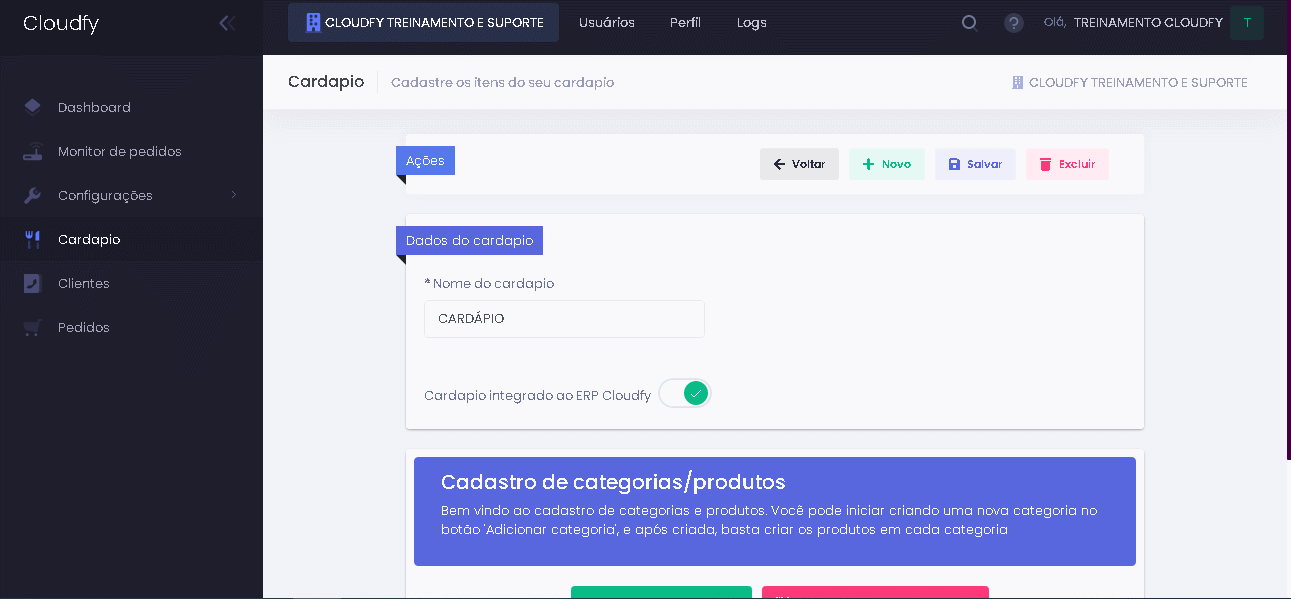 Cloudfy
CLOUDFY TREINAMENTO E SUPORTE
Usuários
Perfil
Logs
?
Olá, TREINAMENTO CLOUDFY
T
Cardapio
Cadastre os itens do seu cardapio
CLOUDFY TREINAMENTO E SUPORTE
Dashboard
Monitor de pedidos
Configurações
Cardapio
Clientes
Pedidos
Ações
Voltar
Novo
Salvar
Excluir
Dados do cardapio
* Nome do cardapio
CARDÁPIO
Cardapio integrado ao ERP Cloudfy
Cadastro de categorias/produtos
Bem vindo ao cadastro de categorias e produtos. Você pode iniciar criando uma nova categoria no
botão 'Adicionar categoria', e após criada, basta criar os produtos em cada categoria